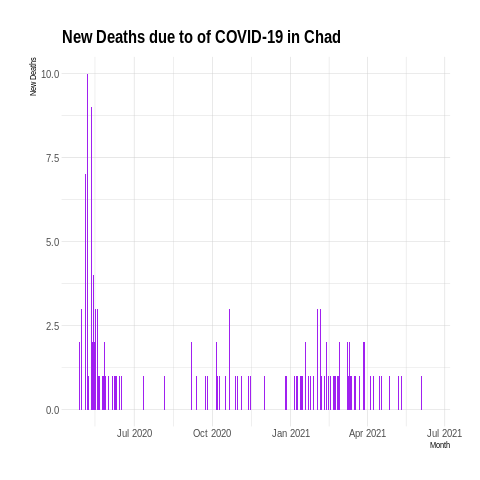 New Deaths due to of COVID-19 in Chad
New Deaths
10.0
7.5
5.0
2.5
0.0
Jul 2020 Oct 2020 Jan 2021 Apr 2021 Jul 2021
Month